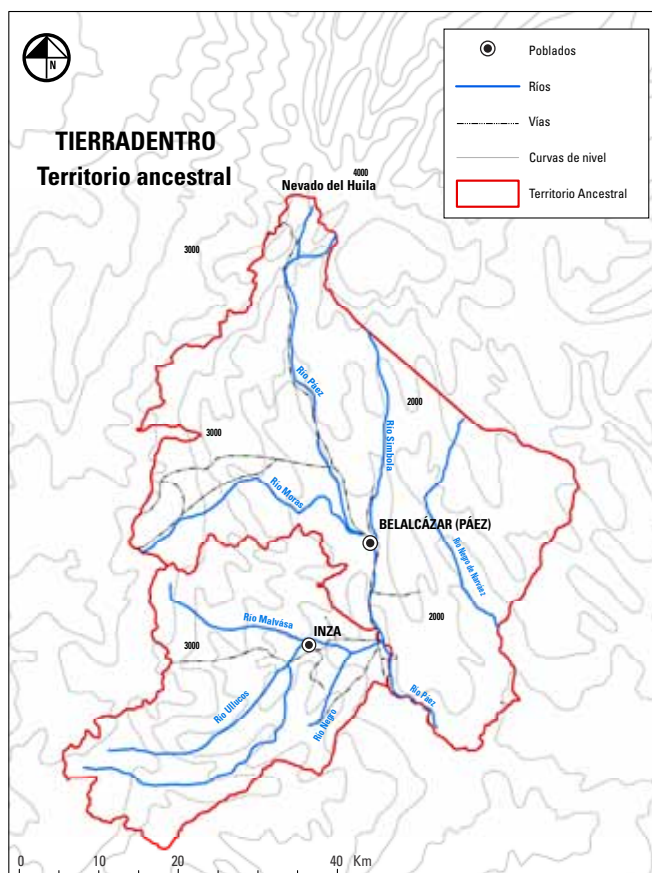 N
TIERRADENTRO
Territorio ancestral
Poblados
Ríos
Vías
Curvas de nivel
Territorio Ancestral
4000
Nevado del Huila
3000
Río Páez
2000
Río Símbola
3000
Río Moras
BELALCÁZAR (PÁEZ)
Río Negro de Narváez
2000
Río Malvása
INZA
3000
Río Ullucos
Río Negro
Río Páez
0 10 20 40 Km